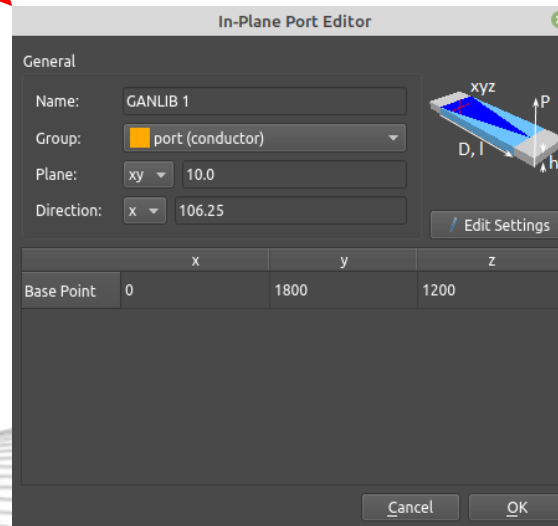 In-Plane Port Editor
General
Name: GANLIB 1
Group: port (conductor)
Plane: xy 10.0
Direction: x 106.25
xyz
P
D, l
h
Edit Settings
x y z
Base Point 0 1800 1200
Cancel OK